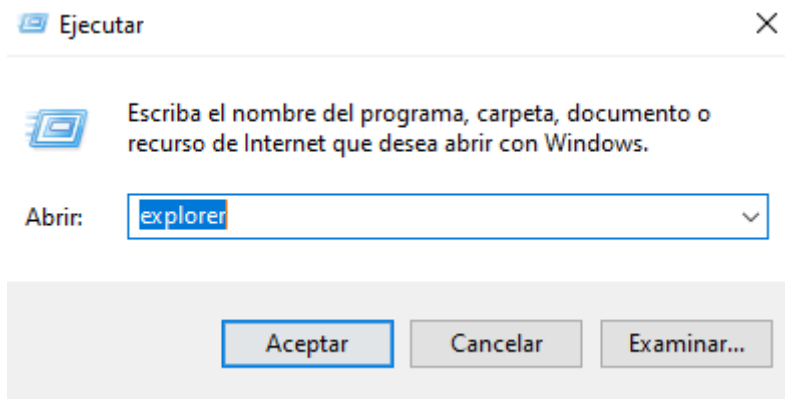 Ejecutar
Escriba el nombre del programa, carpeta, documento o
recurso de Internet que desea abrir con Windows.
Abrir: explorer
Aceptar Cancelar Examinar...